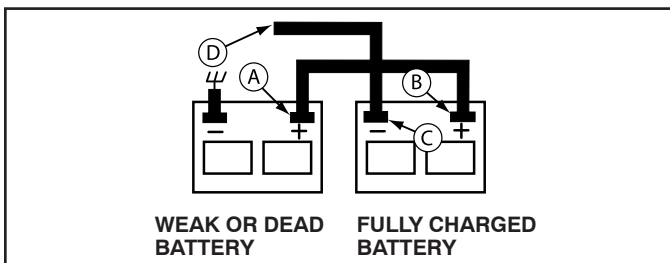 D
A
B
– + – C +
WEAK OR DEAD
BATTERY
FULLY CHARGED
BATTERY